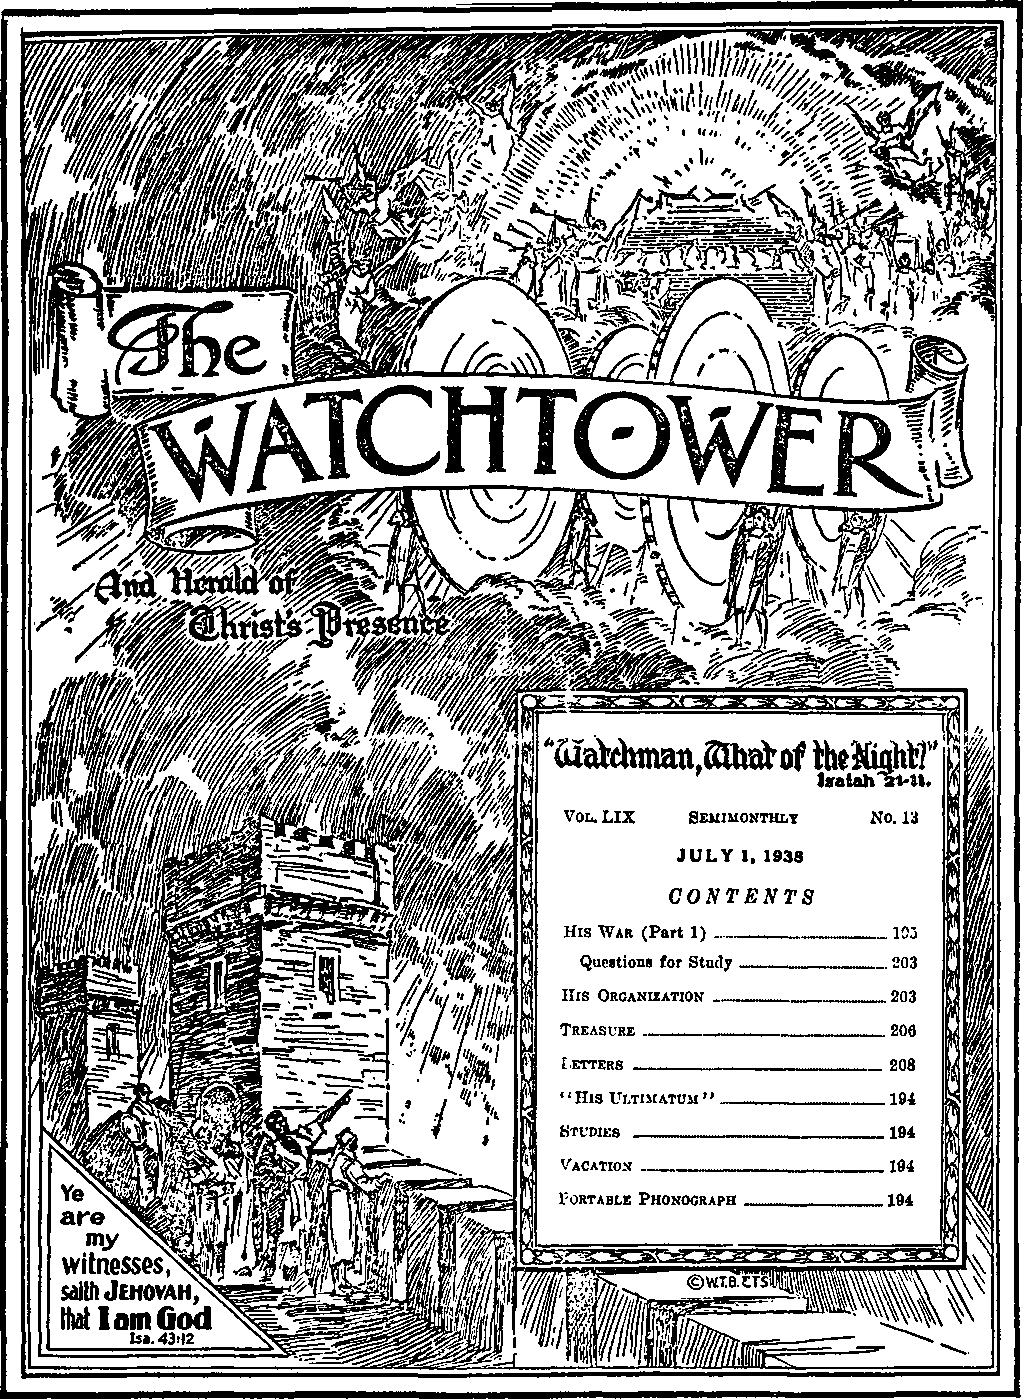 The
WATCHTOWER
And Herald of
Christ's Presence
"Watchman, What of the Night?"
Isaiah 21-11.
VOL. LIX SEMIMONTHLY No. 13
JULY 1, 1938
CONTENTS
HIS WAR (Part 1)
Questions for Study 203
HIS ORGANIZATION 203
TREASURE 206
LETTERS 208
"HIS ULTIMATUM" 194
STUDIES 194
VACATION 194
PORTABLE PHONOGRAPH 194
Ye
are
my
witnesses,
saith JEHOVAH,
that I am God
Isa. 43:12
©W.T.B.&T.S